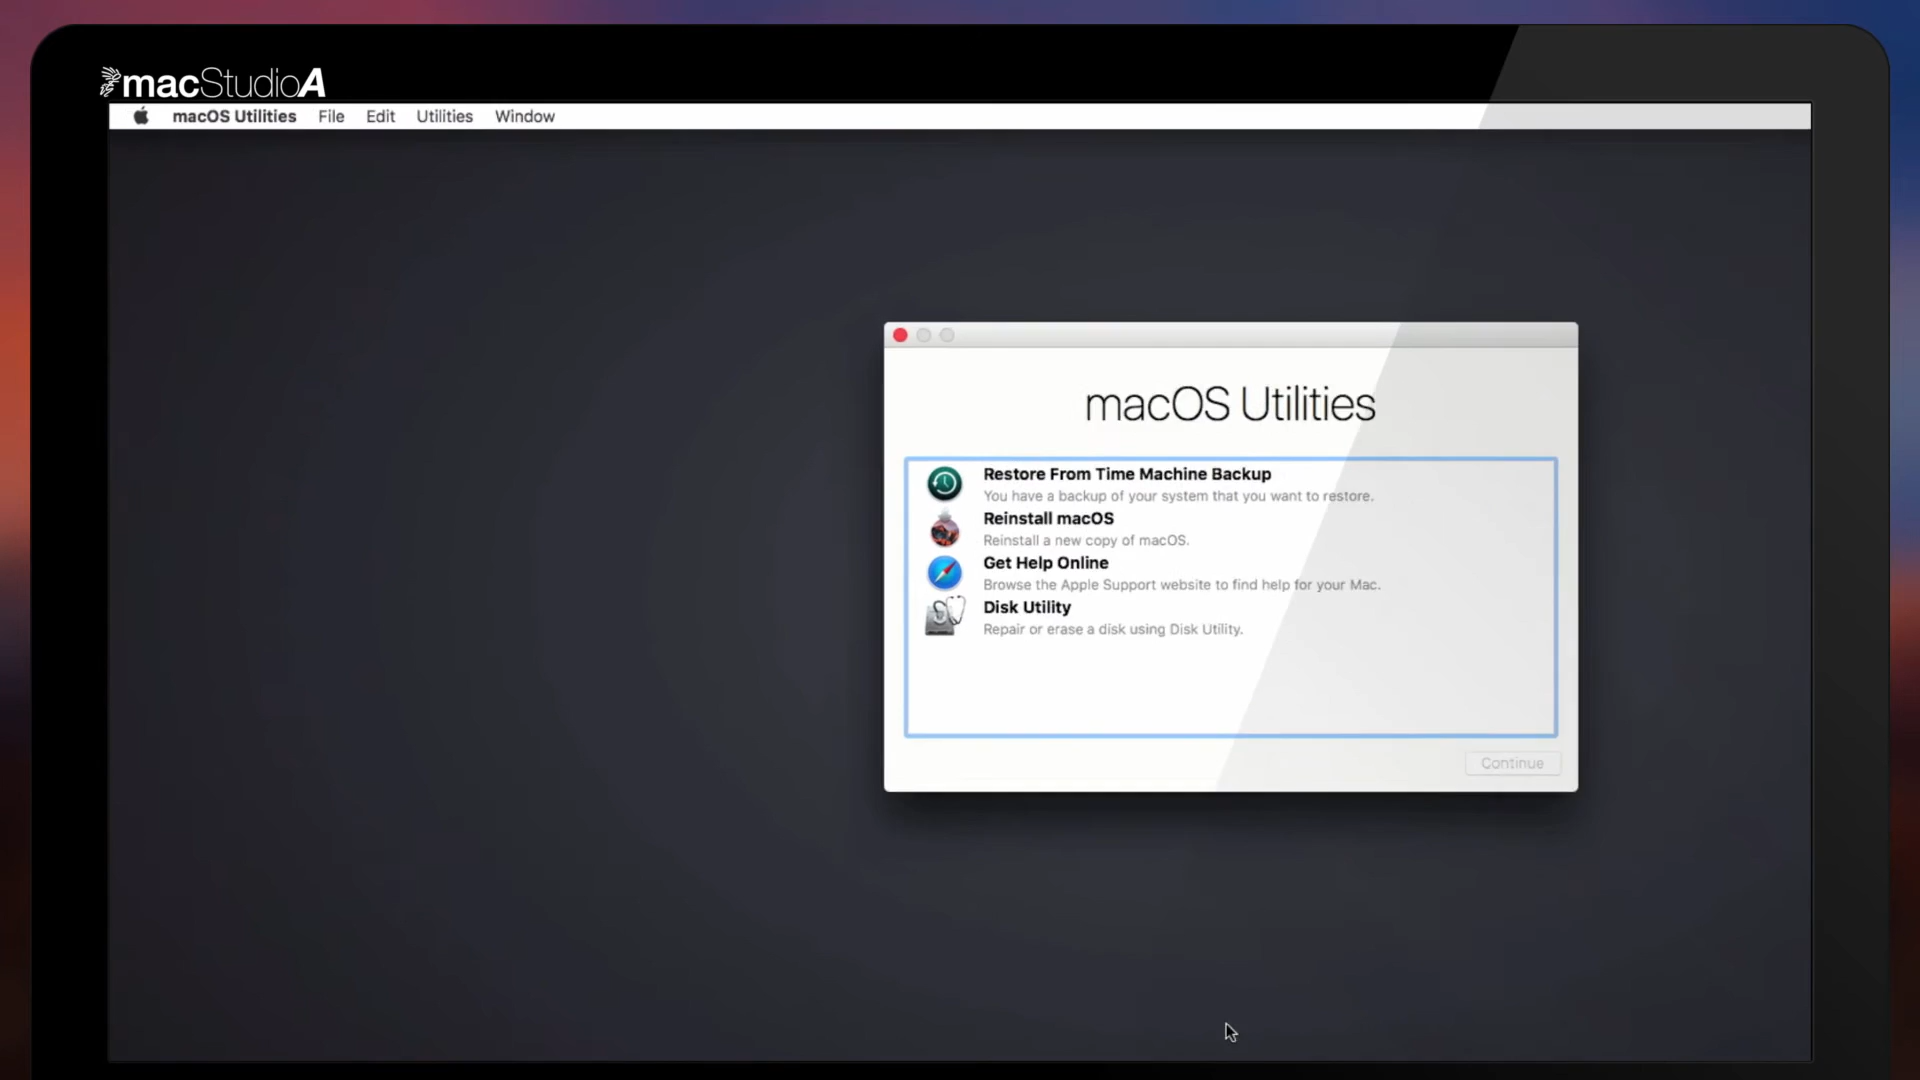 macStudioA
macOS Utilities File Edit Utilities Window
macOS Utilities
Restore From Time Machine Backup
You have a backup of your system that you want to restore.
Reinstall macOS
Reinstall a new copy of macOS.
Get Help Online
Browse the Apple Support website to find help for your Mac.
Disk Utility
Repair or erase a disk using Disk Utility.
Continue